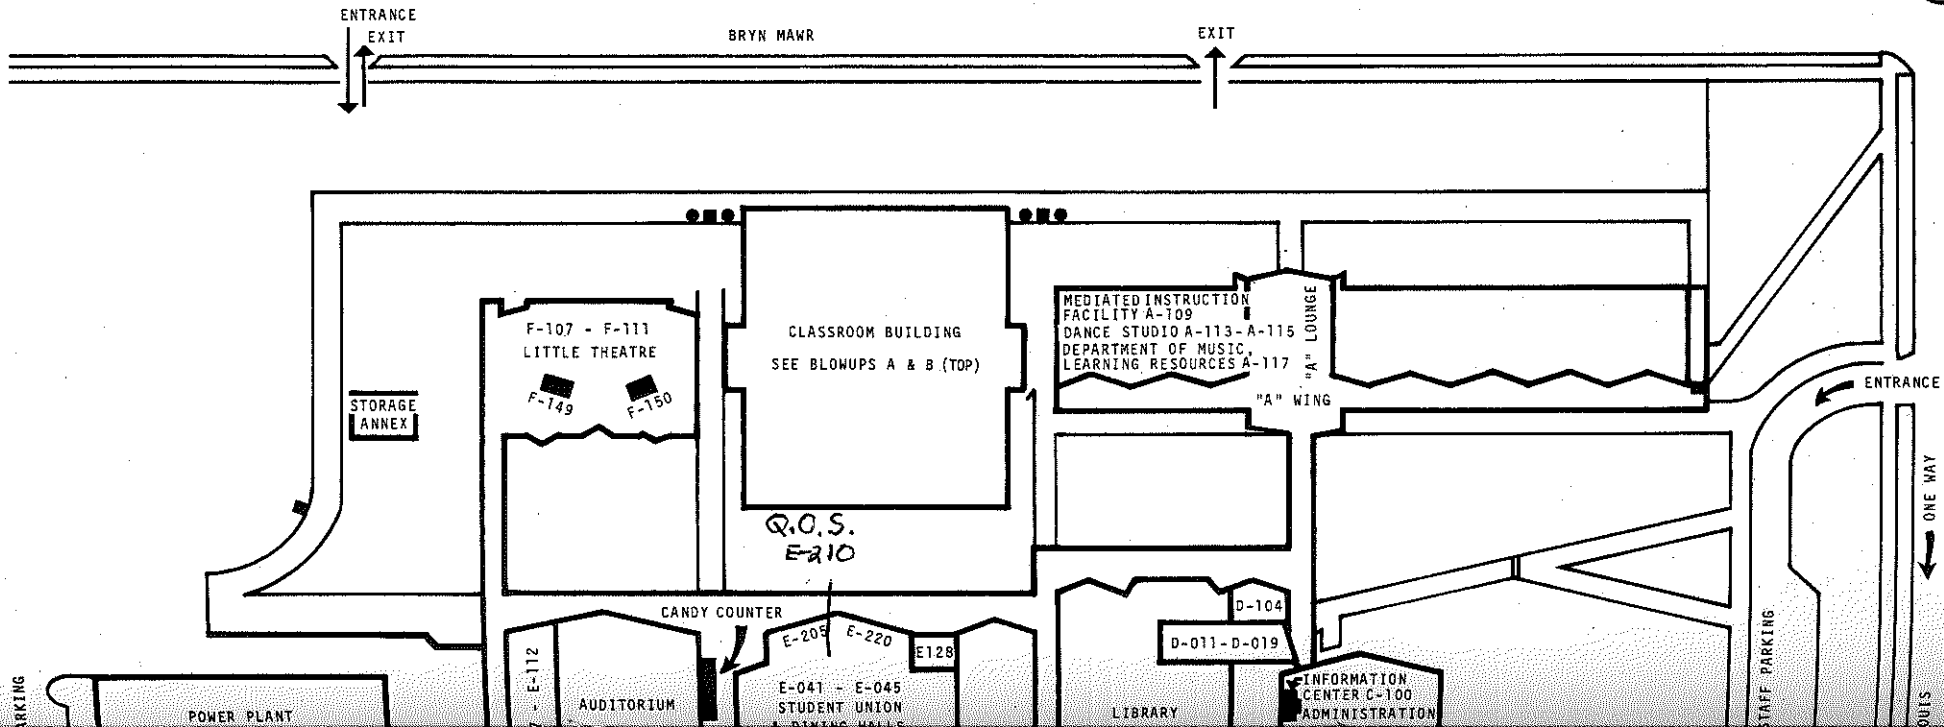 ENTRANCE
EXIT
BRYN MAWR
EXIT
F-107 - F-111
LITTLE THEATRE
F-149
F-150
STORAGE
ANNEX
CLASSROOM BUILDING
SEE BLOWUPS A & B (TOP)
MEDIATED INSTRUCTION
FACILITY A-109
DANCE STUDIO A-113-A-115
DEPARTMENT OF MUSIC,
LEARNING RESOURCES A-117
"A" LOUNGE
"A" WING
ENTRANCE
ONE WAY
Q.O.S.
E-210
CANDY COUNTER
E-205
E-220
E128
D-104
D-011-D-019
E-112
AUDITORIUM
E-041 - E-045
STUDENT UNION
& DINING HALLS
LIBRARY
INFORMATION
CENTER C-100
ADMINISTRATION
STAFF PARKING
POWER PLANT